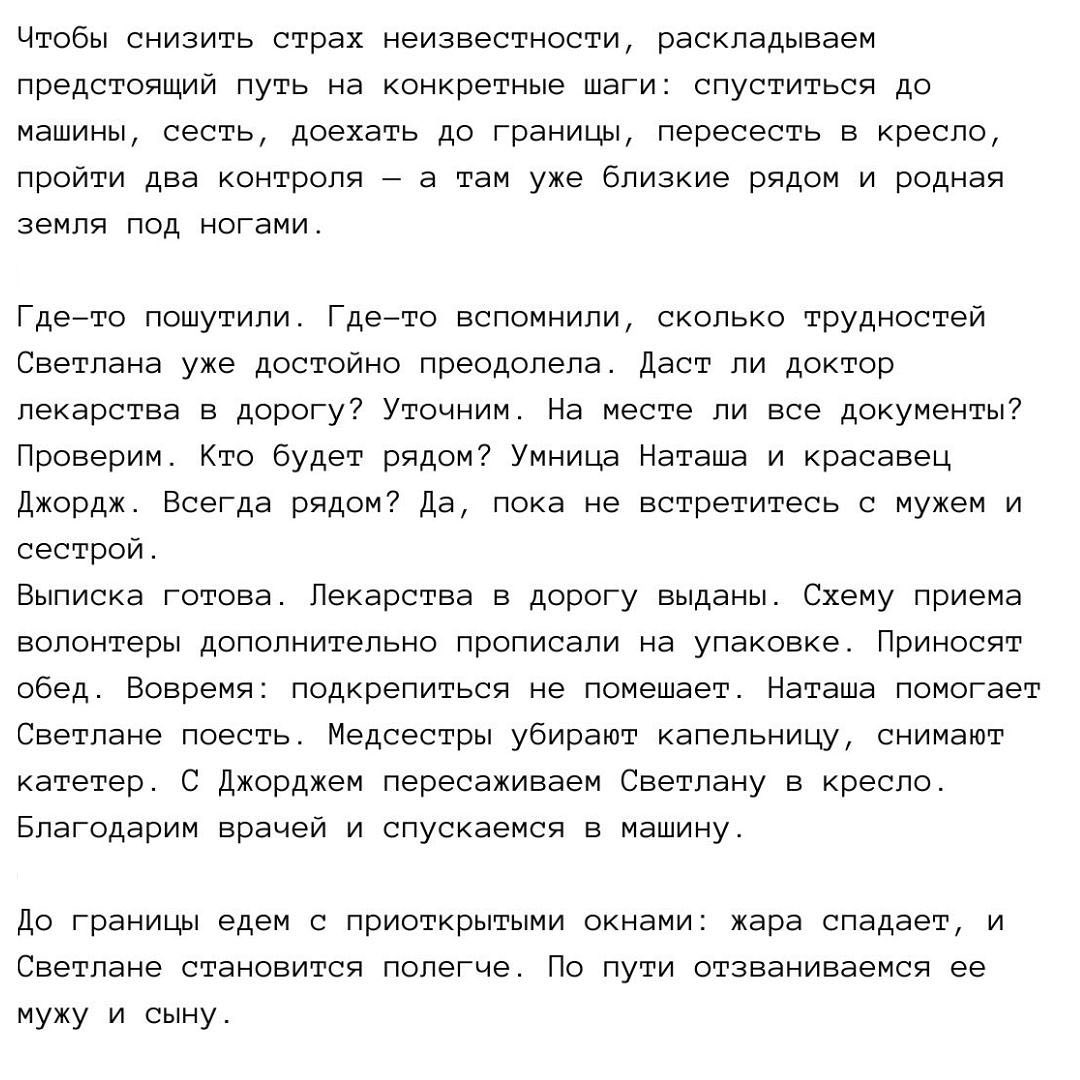 Чтобы снизить страх неизвестности, раскладываем
предстоящий путь на конкретные шаги: спуститься до
машины, сесть, доехать до границы, пересесть в кресло,
пройти два контроля — а там уже близкие рядом и родная
земля под ногами.
Где-то пошутили. Где-то вспомнили, сколько трудностей
Светлана уже достойно преодолела. Даст ли доктор
лекарства в дорогу? Уточним. На месте ли все документы?
Проверим. Кто будет рядом? Умница Наташа и красавец
Джордж. Всегда рядом? Да, пока не встретитесь с мужем и
сестрой.
Выписка готова. Лекарства в дорогу выданы. Схему приема
волонтеры дополнительно прописали на упаковке. Приносят
обед. Вовремя: подкрепиться не помешает. Наташа помогает
Светлане поесть. Медсестры убирают капельницу, снимают
катетер. С Джорджем пересаживаем Светлану в кресло.
Благодарим врачей и спускаемся в машину.
До границы едем с приоткрытыми окнами: жара спадает, и
Светлане становится полегче. По пути отзваниваемся ее
мужу и сыну.